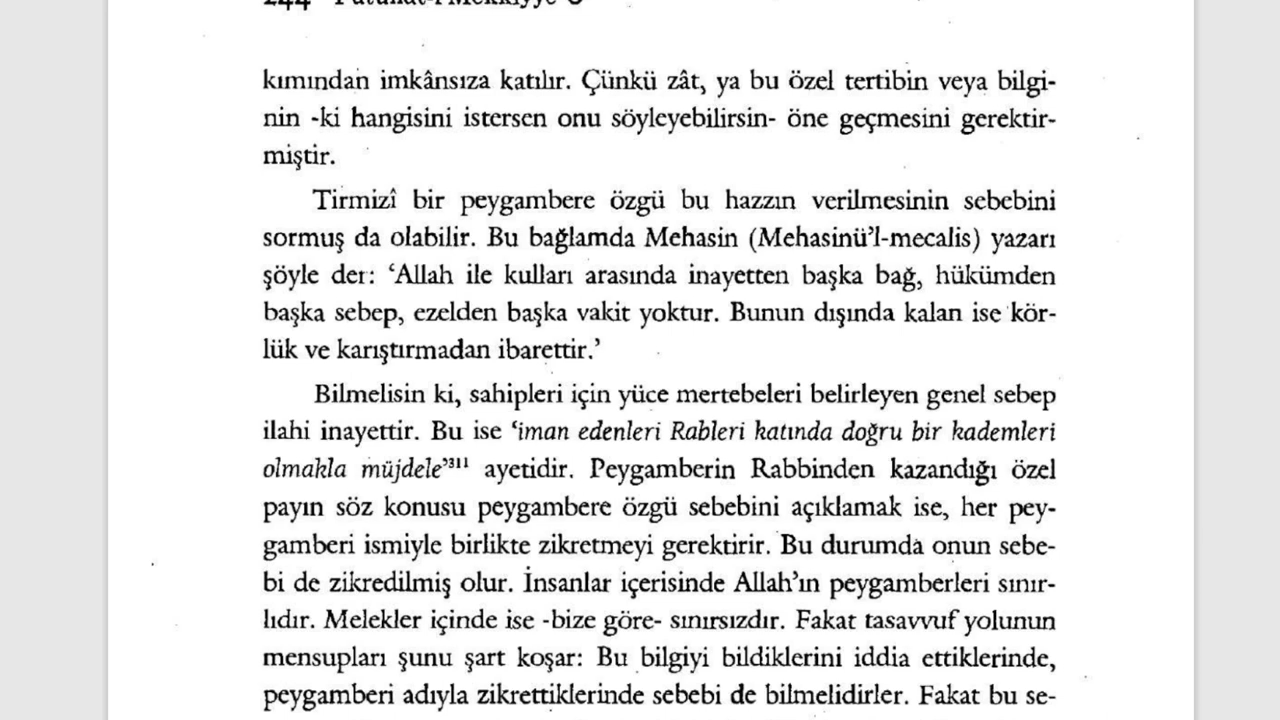 kımından imkânsıza katılır. Çünkü zât, ya bu özel tertibin veya bilgi-
nin -ki hangisini istersen onu söyleyebilirsin- öne geçmesini gerektir-
miştir.
Tirmizî bir peygambere özgü bu hazzın verilmesinin sebebini
sormuş da olabilir. Bu bağlamda Mehasin (Mehasinü’l-mecalis) yazarı
şöyle der: ‘Allah ile kulları arasında inayetten başka bağ, hükümden
başka sebep, ezelden başka vakit yoktur. Bunun dışında kalan ise kör-
lük ve karıştırmadan ibarettir.’
Bilmelisin ki, sahipleri için yüce mertebeleri belirleyen genel sebep
ilahi inayettir. Bu ise ‘iman edenleri Rableri katında doğru bir kademleri
olmakla müjdele’³¹¹ ayetidir. Peygamberin Rabbinden kazandığı özel
payın söz konusu peygambere özgü sebebini açıklamak ise, her pey-
gamberi ismiyle birlikte zikretmeyi gerektirir. Bu durumda onun sebe-
bi de zikredilmiş olur. İnsanlar içerisinde Allah’ın peygamberleri sınır-
lıdır. Melekler içinde ise -bize göre- sınırsızdır. Fakat tasavvuf yolunun
mensupları şunu şart koşar: Bu bilgiyi bildiklerini iddia ettiklerinde,
peygamberi adıyla zikrettiklerinde sebebi de bilmelidirler. Fakat bu se-